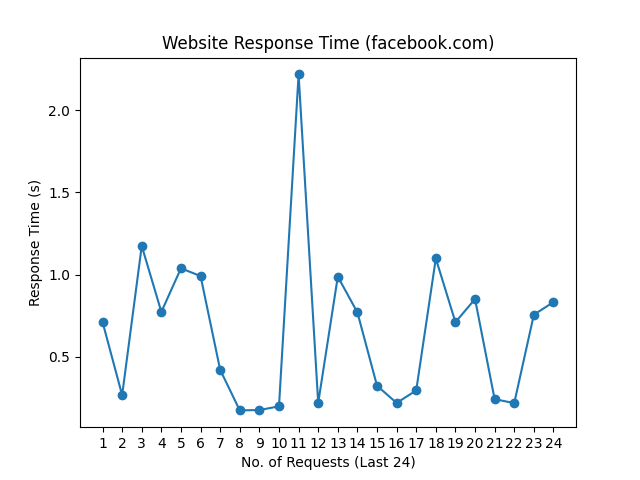 Website Response Time (facebook.com)
Response Time (s)
2.0
1.5
1.0
0.5
1 2 3 4 5 6 7 8 9 10 11 12 13 14 15 16 17 18 19 20 21 22 23 24
No. of Requests (Last 24)